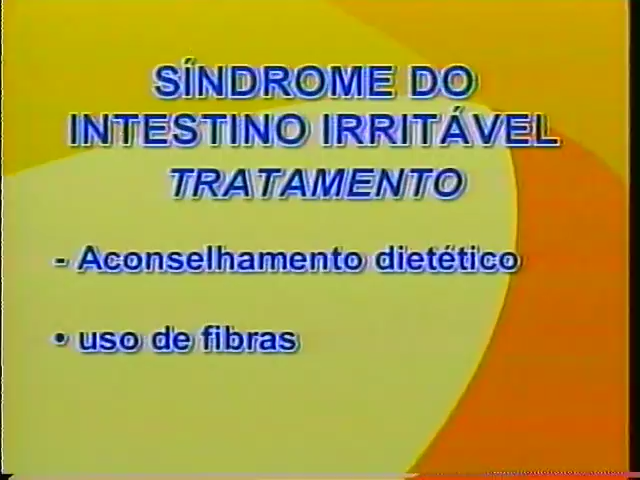 SÍNDROME DO
INTESTINO IRRITÁVEL
TRATAMENTO
- Aconselhamento dietético
• uso de fibras